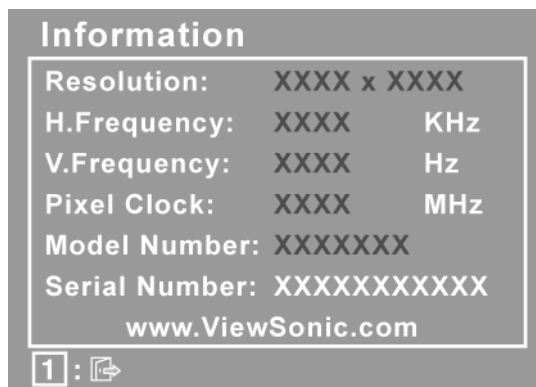 Information
Resolution: XXXX x XXXX
H.Frequency: XXXX KHz
V.Frequency: XXXX Hz
Pixel Clock: XXXX MHz
Model Number: XXXXXXX
Serial Number: XXXXXXXXXXX
www.ViewSonic.com
1 :